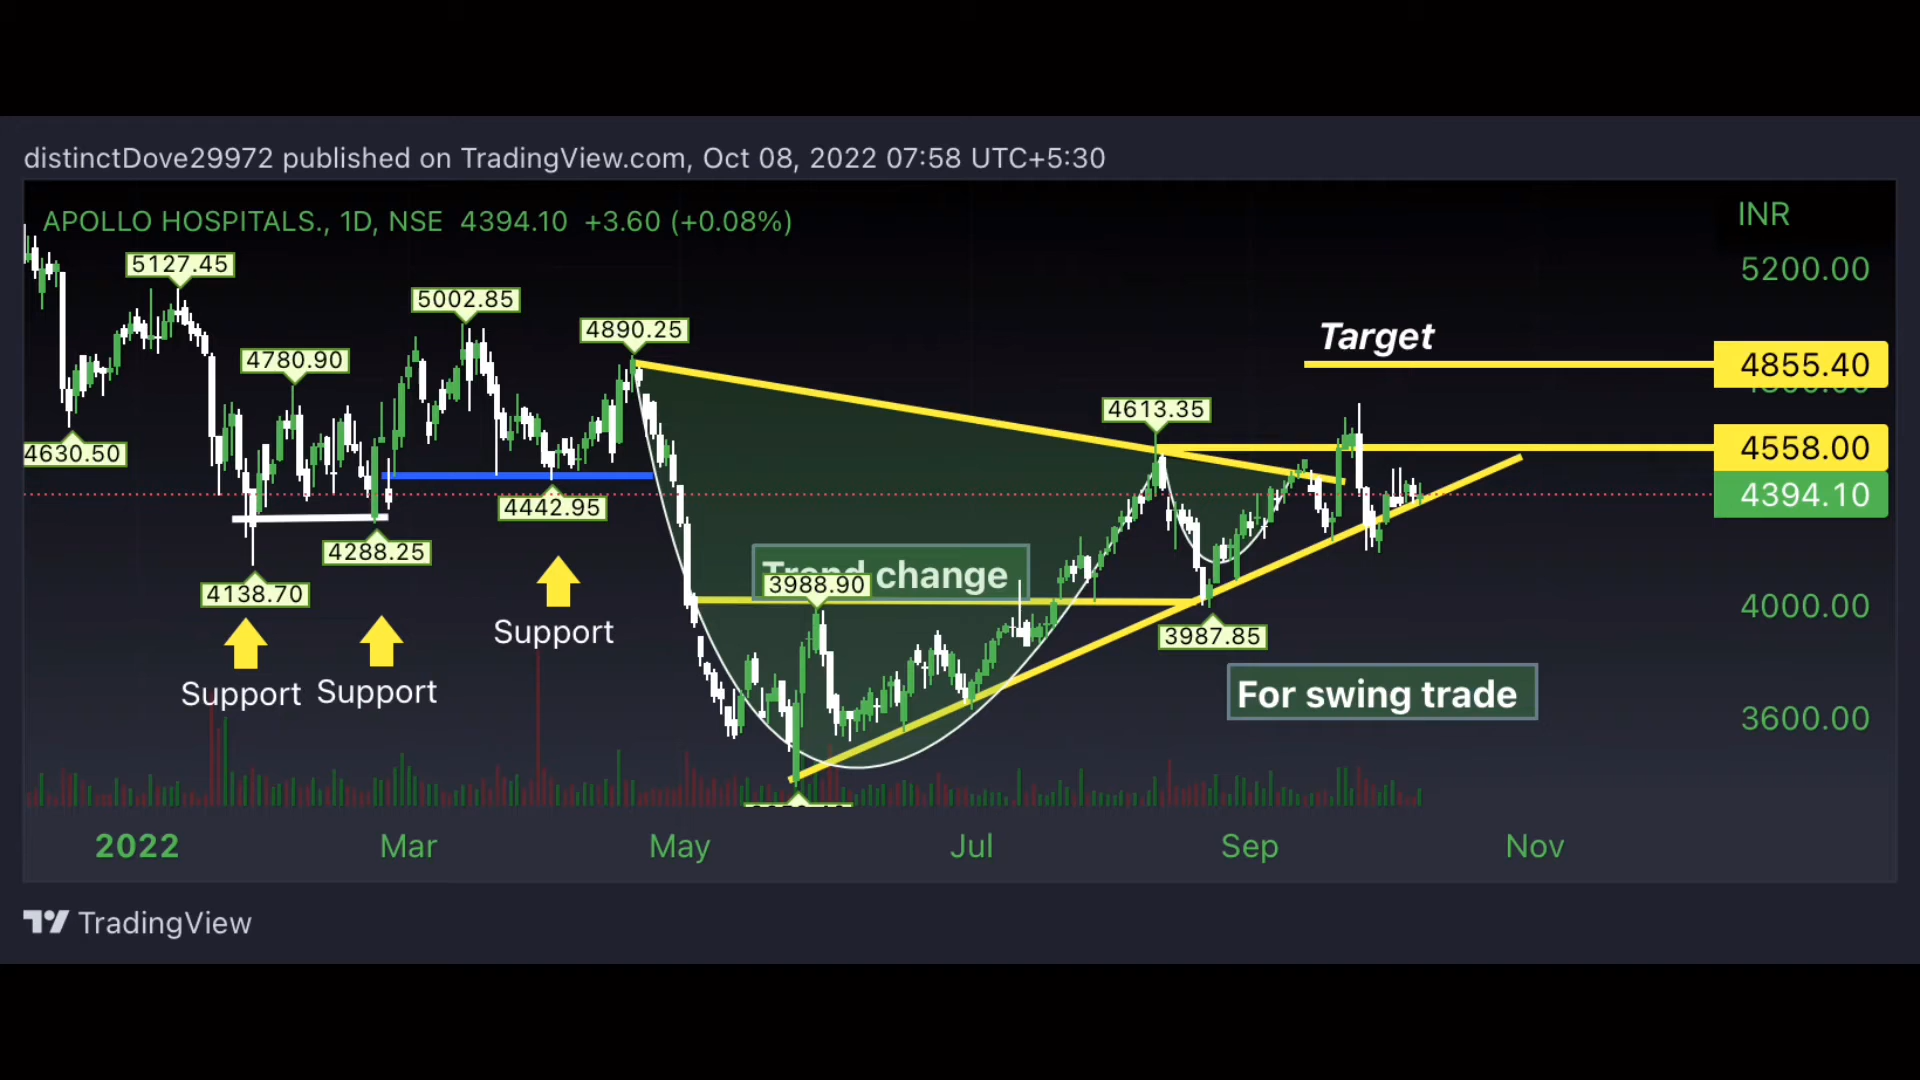 distinctDove29972 published on TradingView.com, Oct 08, 2022 07:58 UTC+5:30
APOLLO HOSPITALS., 1D, NSE 4394.10 +3.60 (+0.08%)
INR
5200.00
5127.45
5002.85
4890.25
Target
4855.40
4780.90
4613.35
4558.00
4630.50
4394.10
4442.95
4288.25
4138.70
Trend change
3988.90
4000.00
3987.85
Support
Support
Support
For swing trade
3600.00
2022
Mar
May
Jul
Sep
Nov
TradingView